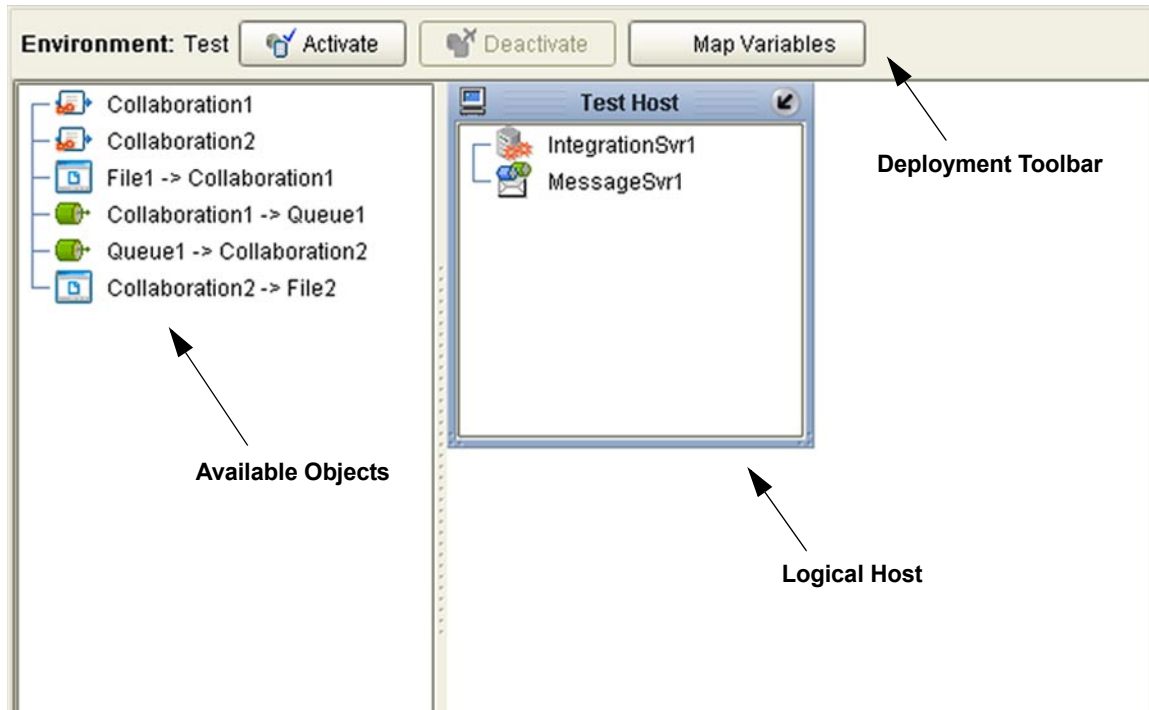 Environment: Test Activate Deactivate Map Variables
Collaboration1
Collaboration2
File1 -> Collaboration1
Collaboration1 -> Queue1
Queue1 -> Collaboration2
Collaboration2 -> File2
Test Host
IntegrationSvr1
MessageSvr1
Deployment Toolbar
Available Objects
Logical Host